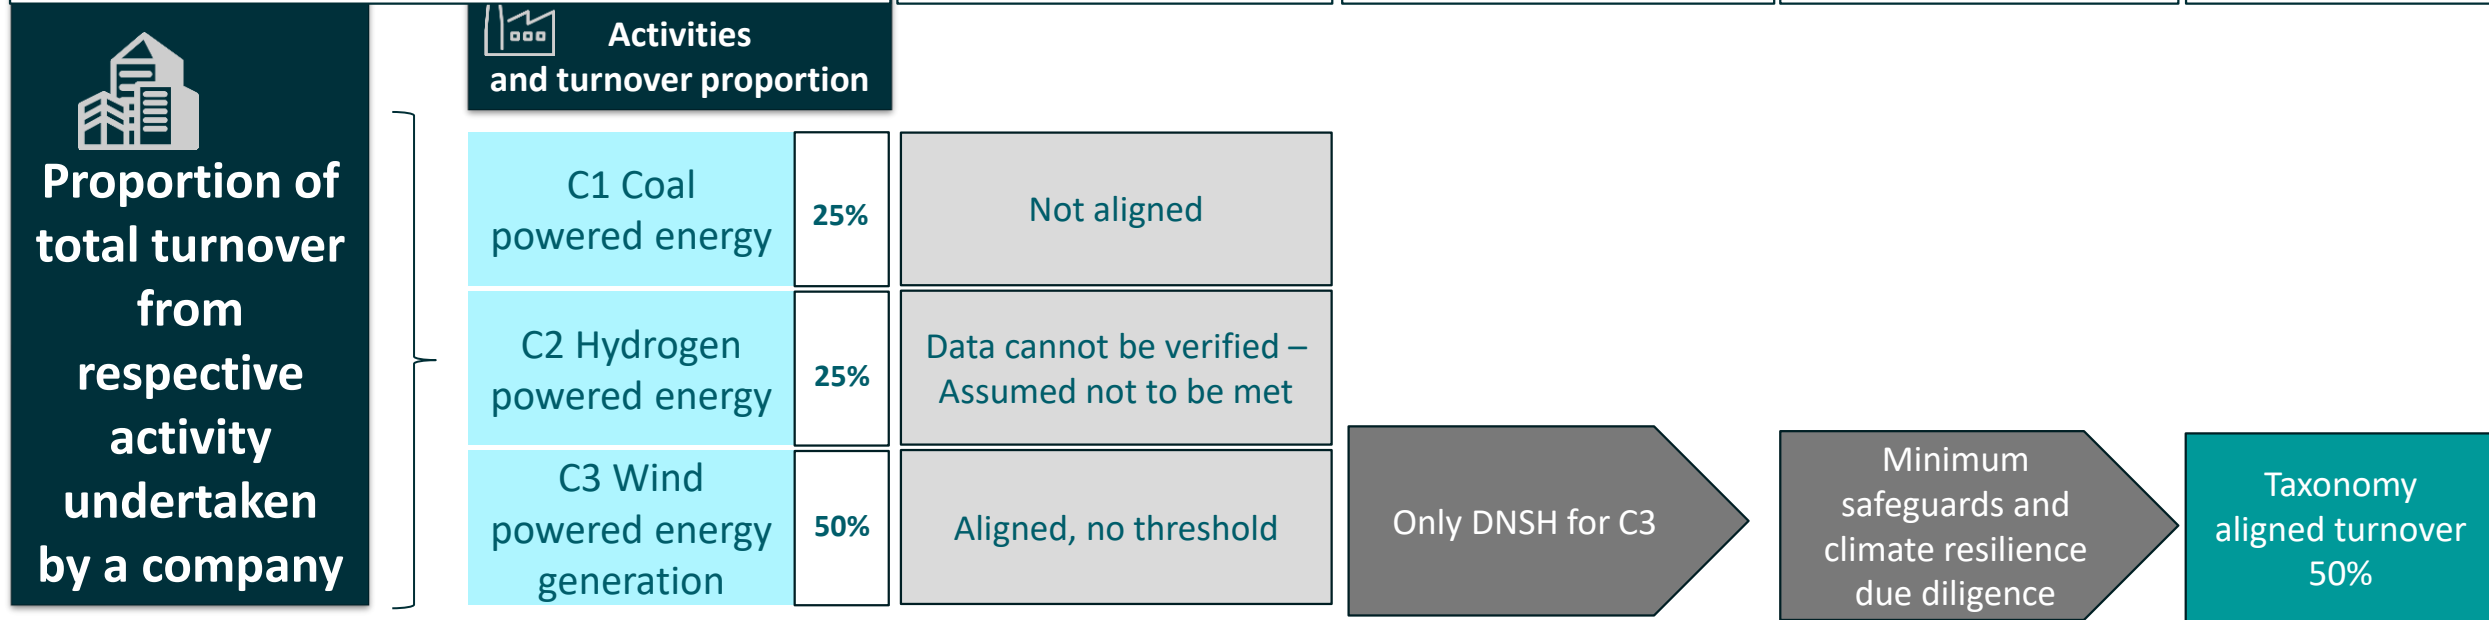 Activities
and turnover proportion
Proportion of
total turnover
from
respective
activity
undertaken
by a company
C1 Coal
powered energy
25%
Not aligned
C2 Hydrogen
powered energy
25%
Data cannot be verified –
Assumed not to be met
C3 Wind
powered energy
generation
50%
Aligned, no threshold
Only DNSH for C3
Minimum
safeguards and
climate resilience
due diligence
Taxonomy
aligned turnover
50%